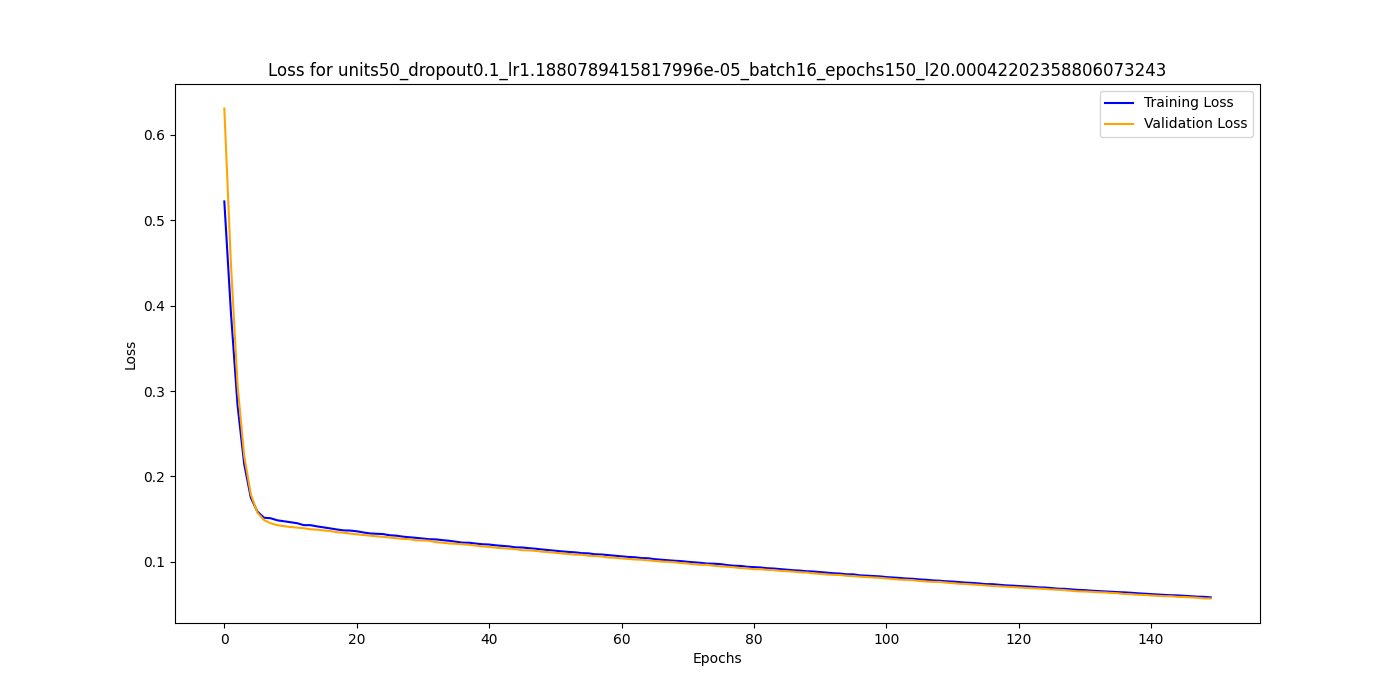 Loss for units50_dropout0.1_lr1.1880789415817996e-05_batch16_epochs150_l20.00042202358806073243
Training Loss
Validation Loss
0.6
0.5
0.4
0.3
0.2
0.1
Loss
0 20 40 60 80 100 120 140
Epochs